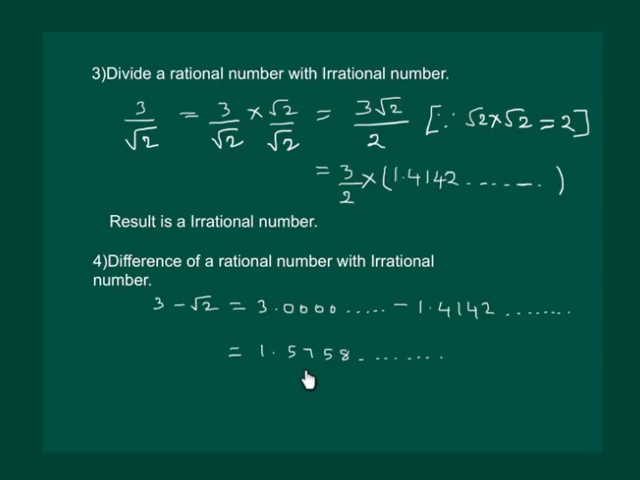 3)Divide a rational number with Irrational number.
3/√2 = 3/√2 × √2/√2 = 3√2/2 [∵ √2×√2=2]
= 3/2 × (1.4142.......)
Result is a Irrational number.
4)Difference of a rational number with Irrational
number.
3 - √2 = 3.0000..... - 1.4142........
= 1.5758........